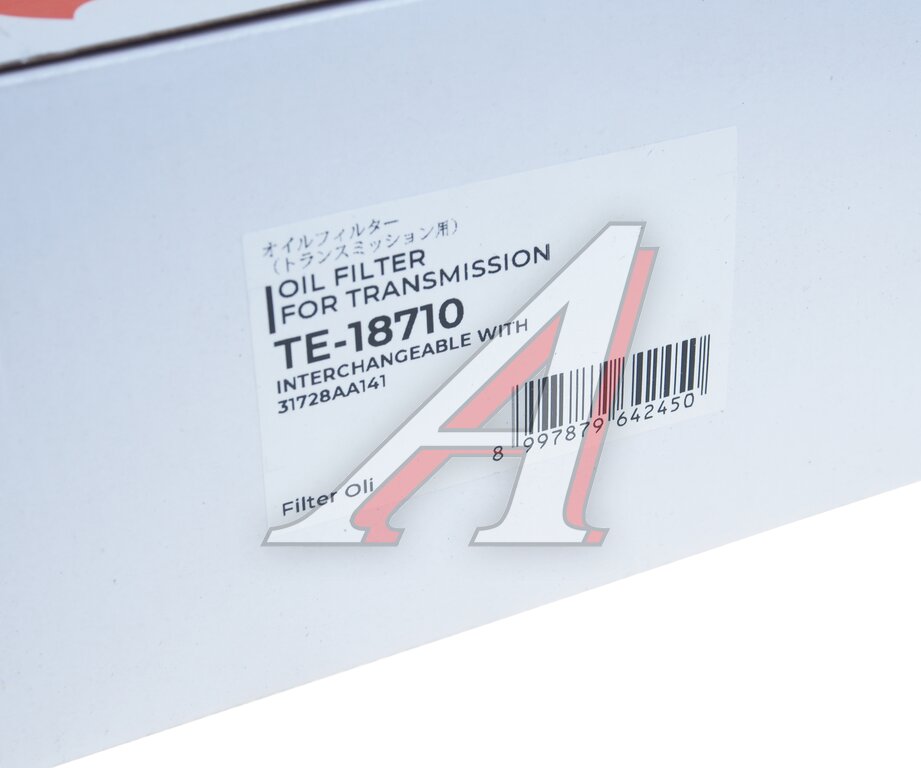 オイルフィルター
(トランスミッション用)
OIL FILTER
FOR TRANSMISSION
TE-18710
INTERCHANGEABLE WITH
31728AA141
8 997879 642450
Filter Oli
A